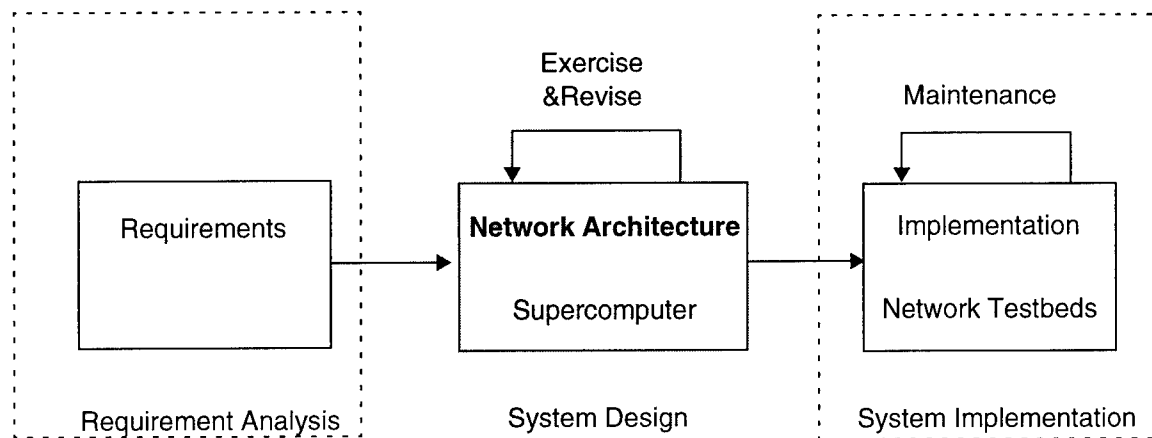 Exercise
&Revise
Maintenance
Requirements
Network Architecture
Supercomputer
Implementation
Network Testbeds
Requirement Analysis
System Design
System Implementation